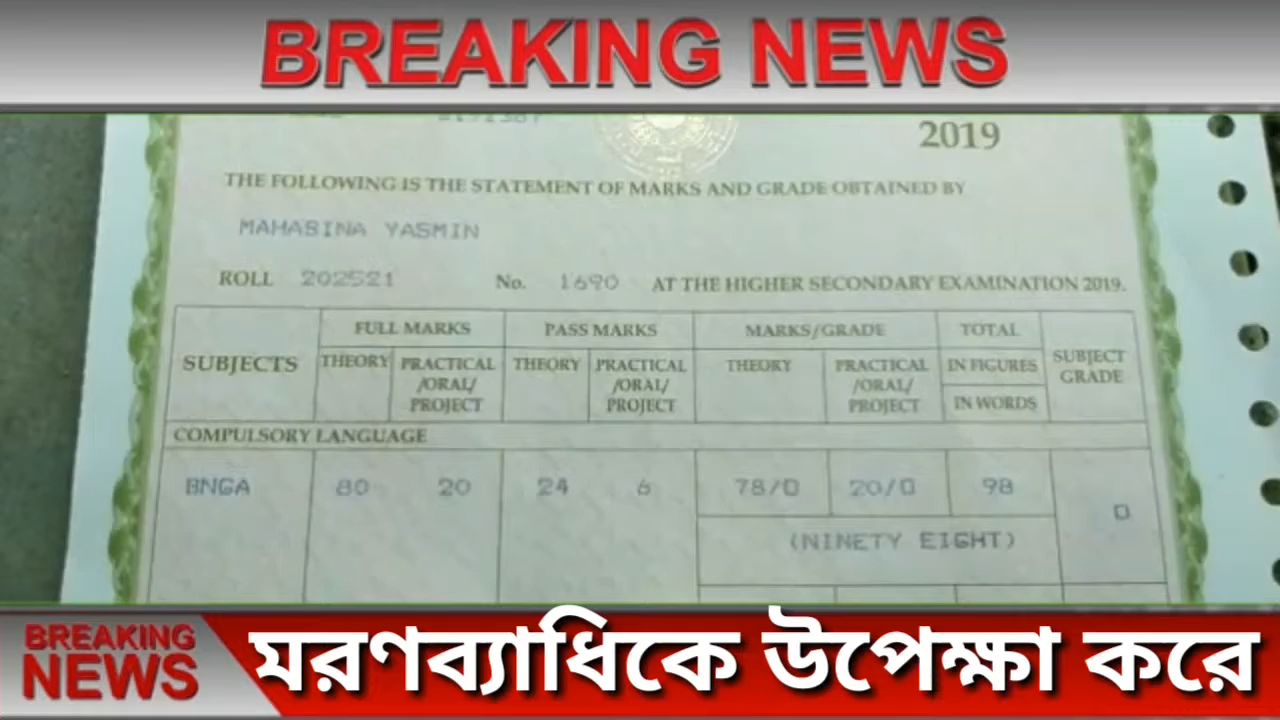 BREAKING NEWS
2019
THE FOLLOWING IS THE STATEMENT OF MARKS AND GRADE OBTAINED BY
MAHASINA YASMIN
ROLL 202521 No. 1690 AT THE HIGHER SECONDARY EXAMINATION 2019.
SUBJECTS FULL MARKS PASS MARKS MARKS/GRADE TOTAL SUBJECT GRADE
THEORY PRACTICAL /ORAL/ PROJECT THEORY PRACTICAL /ORAL/ PROJECT THEORY PRACTICAL /ORAL/ PROJECT IN FIGURES
IN WORDS
COMPULSORY LANGUAGE
BNGA 80 20 24 6 78/O 20/O 98 O
(NINETY EIGHT)
BREAKING NEWS
মরণব্যাধিকে উপেক্ষা করে